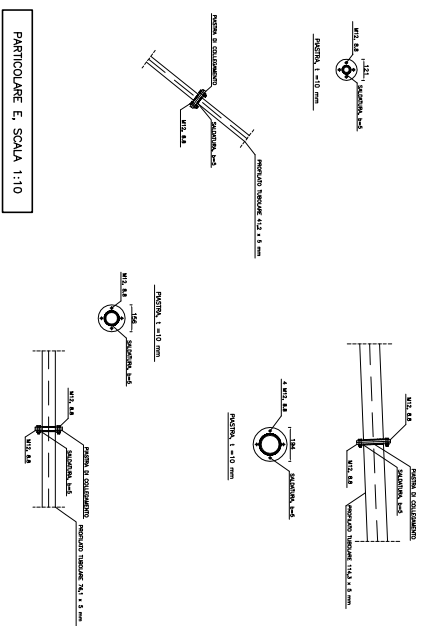 PARTICOLARE E, SCALA 1:10
M12, 8.8
121
SALDATURA, b=5
PIASTRA, t =10 mm
PIASTRA DI COLLEGAMENTO
SALDATURA, b=5
M12, 8.8
PROFILATO TUBOLARE 41,2 x 5 mm
M12, 8.8
156
SALDATURA, b=5
PIASTRA, t =10 mm
M12, 8.8
M12, 8.8
PIASTRA DI COLLEGAMENTO
SALDATURA, b=5
PROFILATO TUBOLARE 76,1 x 5 mm
4 M12, 8.8
194
SALDATURA, b=5
PIASTRA, t =10 mm
M12, 8.8
M12, 8.8
PIASTRA DI COLLEGAMENTO
SALDATURA, b=5
PROFILATO TUBOLARE 114,3 x 5 mm